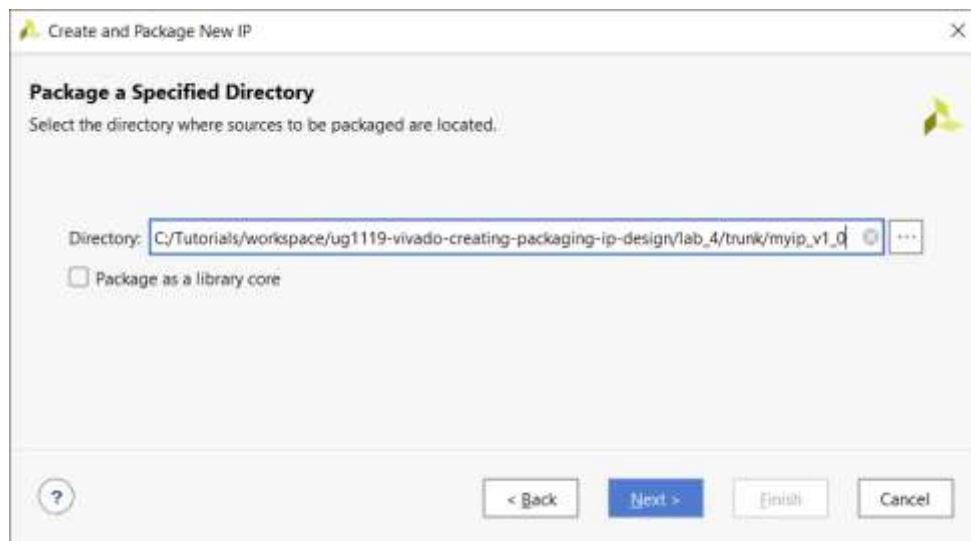 Create and Package New IP
Package a Specified Directory
Select the directory where sources to be packaged are located.
Directory: C:/Tutorials/workspace/ug1119-vivado-creating-packaging-ip-design/lab_4/trunk/myip_v1_0 ...
Package as a library core
? < Back Next > Finish Cancel